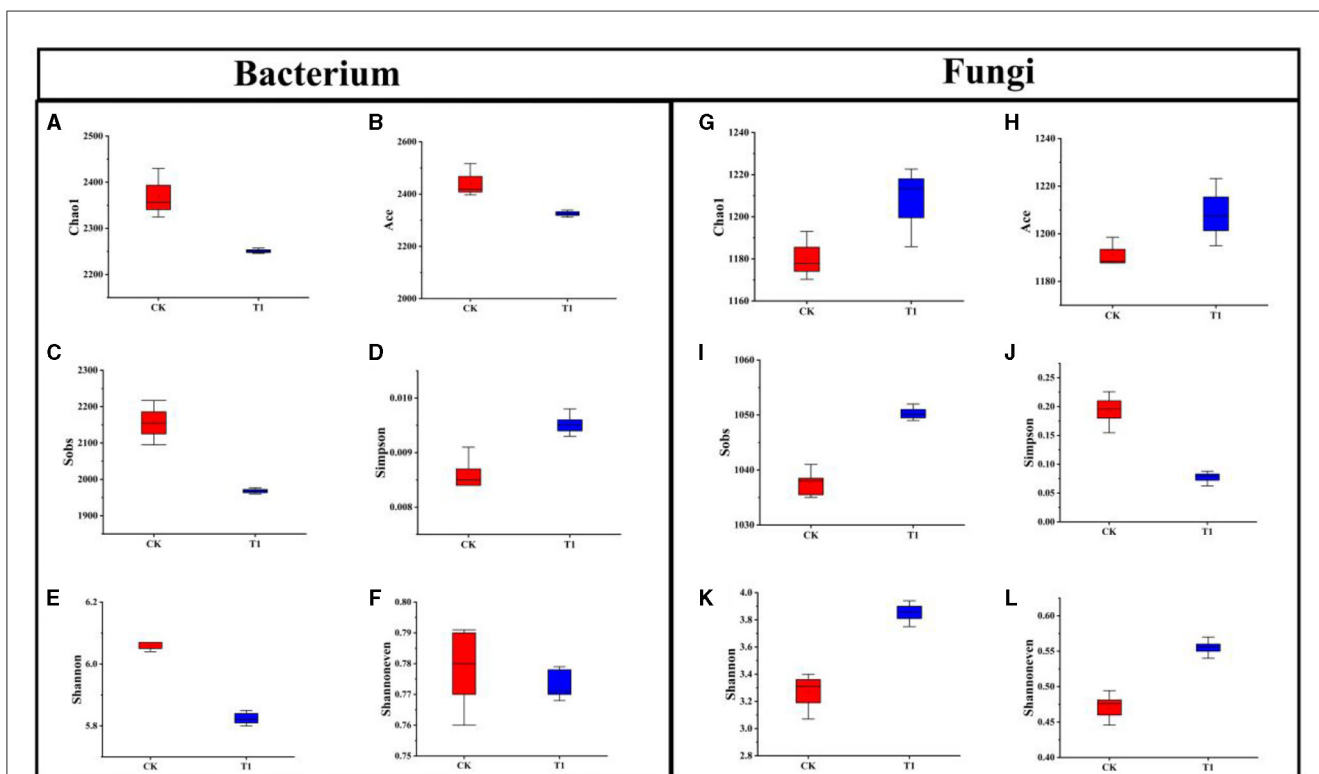 Bacterium
Fungi
A
2500
2400
2300
2200
Chao1
CK
T1
B
2600
2400
2200
2000
Ace
CK
T1
G
1240
1220
1200
1180
1160
Chao1
CK
T1
H
1240
1220
1200
1180
Ace
CK
T1
C
2300
2200
2100
2000
1900
Sobs
CK
T1
D
0.010
0.009
0.008
Simpson
CK
T1
I
1060
1050
1040
1030
Sobs
CK
T1
J
0.25
0.20
0.15
0.10
0.05
0.00
Simpson
CK
T1
E
6.2
6.0
5.8
Shannon
CK
T1
F
0.80
0.79
0.78
0.77
0.76
0.75
Shannoneven
CK
T1
K
4.0
3.8
3.6
3.4
3.2
3.0
2.8
Shannon
CK
T1
L
0.60
0.55
0.50
0.45
0.40
Shannoneven
CK
T1